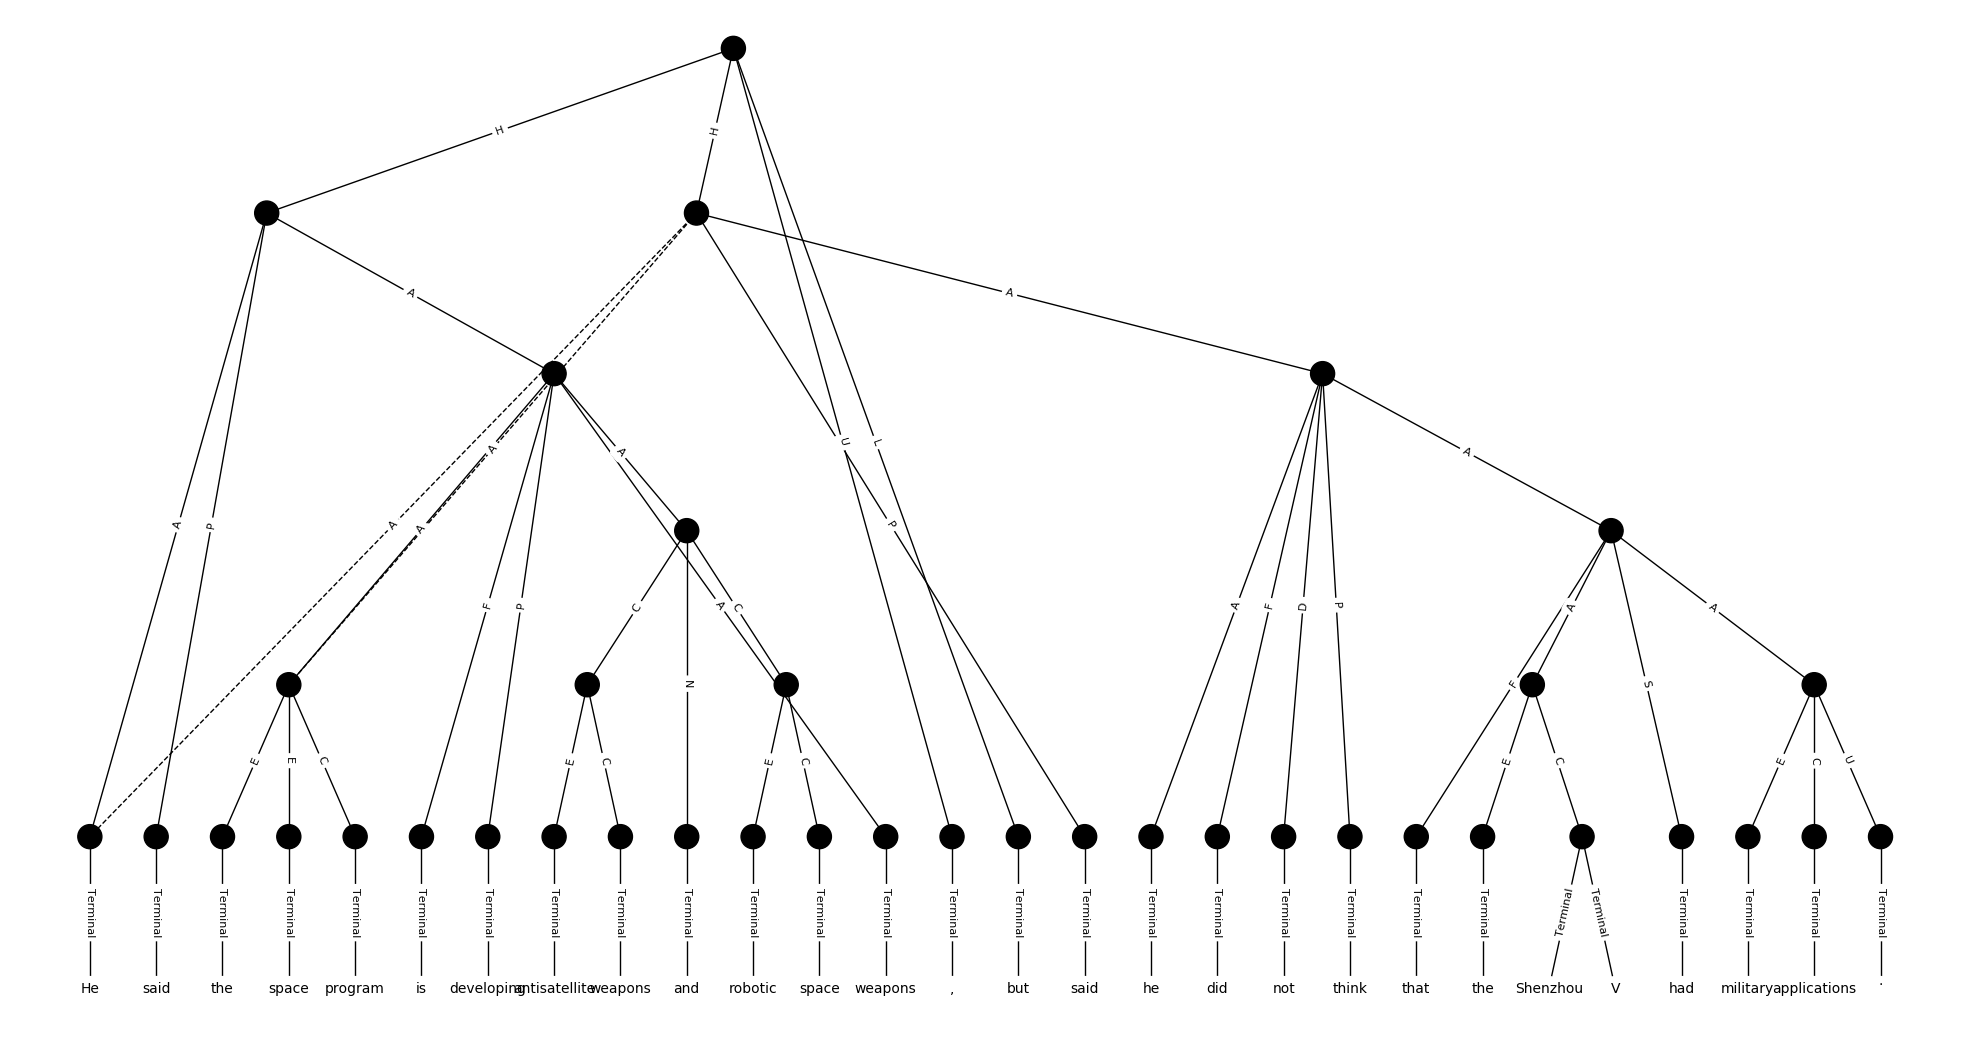 H H
A A A
A A U L A
A P A A P
F P C A C A F D P F A A
N S
E E C E C E C E C E C U
Terminal Terminal Terminal Terminal Terminal Terminal Terminal Terminal Terminal Terminal Terminal Terminal Terminal Terminal Terminal Terminal Terminal Terminal Terminal Terminal Terminal Terminal Terminal Terminal Terminal Terminal Terminal Terminal
He said the space program is developing antisatellite weapons and robotic space weapons , but said he did not think that the Shenzhou V had military applications .